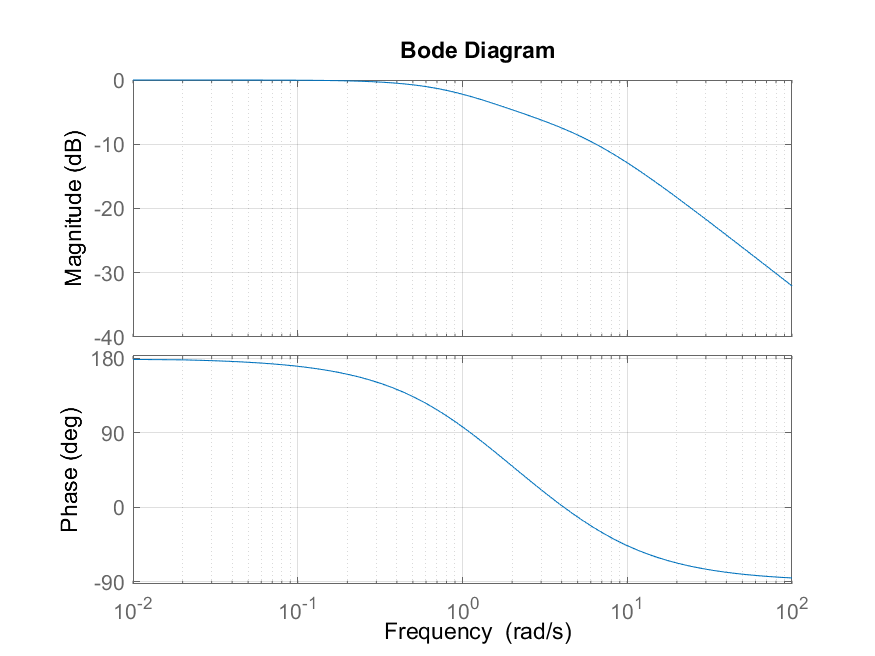 Bode Diagram
Magnitude (dB)
0
-10
-20
-30
-40
Phase (deg)
180
90
0
-90
10^-2 10^-1 10^0 10^1 10^2
Frequency (rad/s)